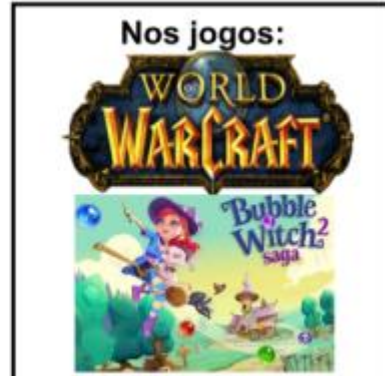 Nos jogos:
WORLD
OF
WARCRAFT
Bubble
Witch 2
saga